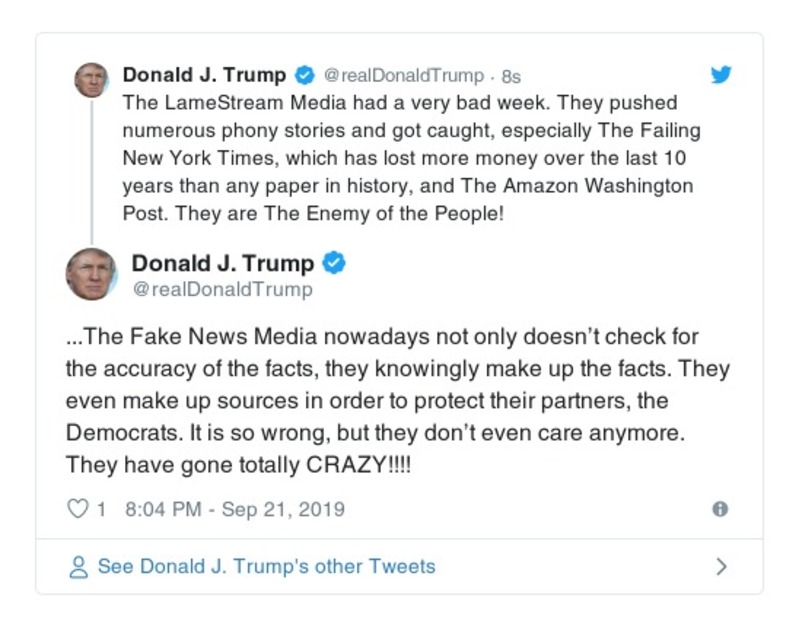 Donald J. Trump @realDonaldTrump · 8s
The LameStream Media had a very bad week. They pushed
numerous phony stories and got caught, especially The Failing
New York Times, which has lost more money over the last 10
years than any paper in history, and The Amazon Washington
Post. They are The Enemy of the People!
Donald J. Trump
@realDonaldTrump
...The Fake News Media nowadays not only doesn’t check for
the accuracy of the facts, they knowingly make up the facts. They
even make up sources in order to protect their partners, the
Democrats. It is so wrong, but they don’t even care anymore.
They have gone totally CRAZY!!!!
1 8:04 PM - Sep 21, 2019
See Donald J. Trump's other Tweets